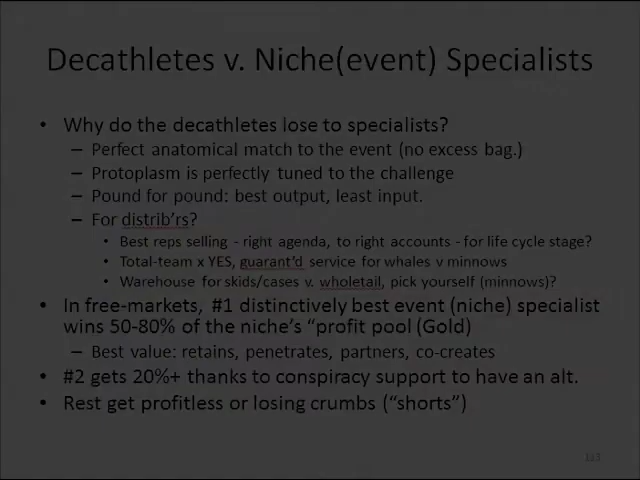 Decathletes v. Niche(event) Specialists
• Why do the decathletes lose to specialists?
– Perfect anatomical match to the event (no excess bag.)
– Protoplasm is perfectly tuned to the challenge
– Pound for pound: best output, least input.
– For distrib'rs?
• Best reps selling - right agenda, to right accounts - for life cycle stage?
• Total-team x YES, guarant'd service for whales v minnows
• Warehouse for skids/cases v. wholetail, pick yourself (minnows)?
• In free-markets, #1 distinctively best event (niche) specialist
wins 50-80% of the niche's “profit pool (Gold)
– Best value: retains, penetrates, partners, co-creates
• #2 gets 20%+ thanks to conspiracy support to have an alt.
• Rest get profitless or losing crumbs (“shorts”)